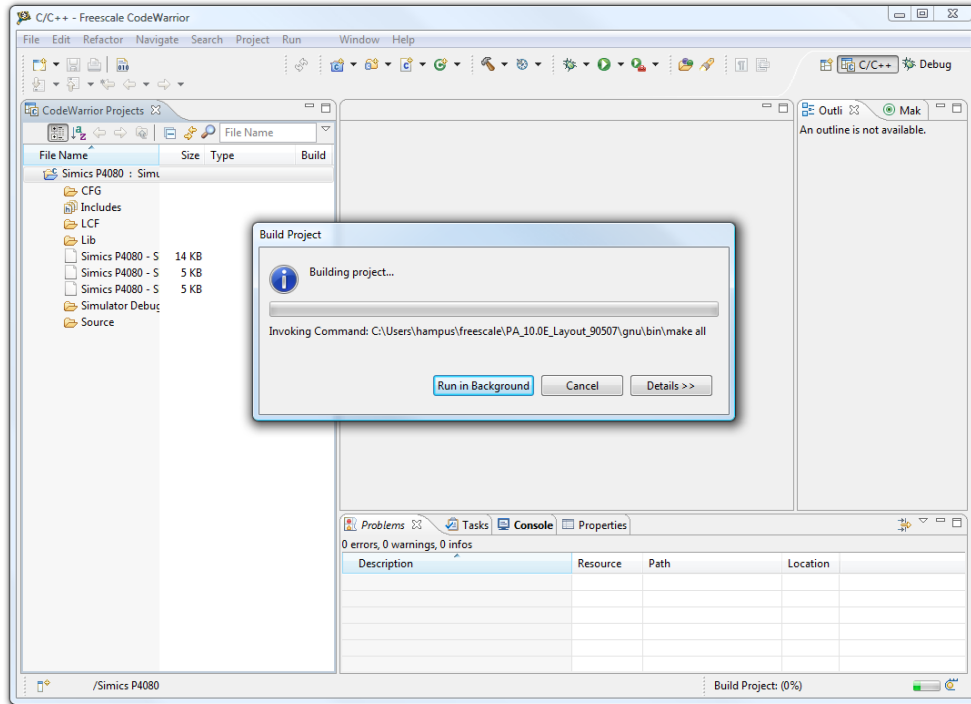 C/C++ - Freescale CodeWarrior
File Edit Refactor Navigate Search Project Run Window Help
C/C++ Debug
CodeWarrior Projects
File Name
File Name Size Type Build
Simics P4080 : Simu
CFG
Includes
LCF
Lib
Simics P4080 - S 14 KB
Simics P4080 - S 5 KB
Simics P4080 - S 5 KB
Simulator Debug
Source
Outli Mak
An outline is not available.
Build Project
Building project...
Invoking Command: C:\Users\hampus\freescale\PA_10.0E_Layout_90507\gnu\bin\make all
Run in Background Cancel Details >>
Problems Tasks Console Properties
0 errors, 0 warnings, 0 infos
Description Resource Path Location
/Simics P4080 Build Project: (0%)